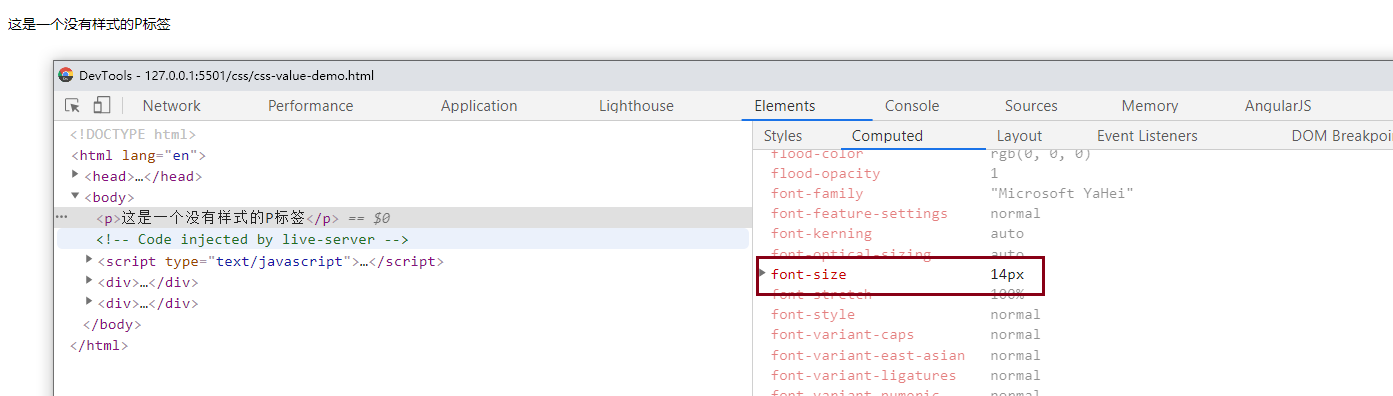 这是一个没有样式的P标签
DevTools - 127.0.0.1:5501/css/css-value-demo.html
Network Performance Application Lighthouse Elements Console Sources Memory AngularJS
Styles Computed Layout Event Listeners DOM Breakpoi
<!DOCTYPE html>
<html lang="en">
<head>…</head>
<body>
<p>这是一个没有样式的P标签</p> == $0
<!-- Code injected by live-server -->
<script type="text/javascript">…</script>
<div>…</div>
<div>…</div>
</body>
</html>
flood-color rgb(0, 0, 0)
flood-opacity 1
font-family "Microsoft YaHei"
font-feature-settings normal
font-kerning auto
font-optical-sizing auto
font-size 14px
font-stretch 100%
font-style normal
font-variant-caps normal
font-variant-east-asian normal
font-variant-ligatures normal
font-variant-numeric normal